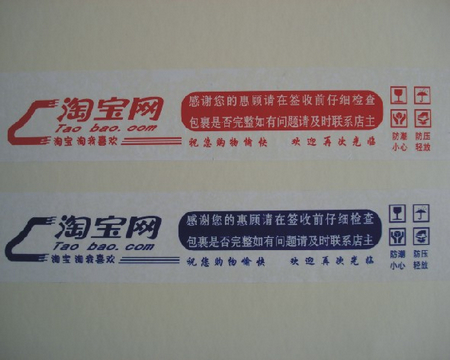 淘宝网
Tao bao.com
淘宝 淘我喜欢
感谢您的惠顾请在签收前仔细检查
包裹是否完整如有问题请及时联系店主
祝您购物愉快 欢迎再次光临
防潮 防压
小心 轻放
淘宝网
Tao bao.com
淘宝 淘我喜欢
感谢您的惠顾请在签收前仔细检查
包裹是否完整如有问题请及时联系店主
祝您购物愉快 欢迎再次光临
防潮 防压
小心 轻放